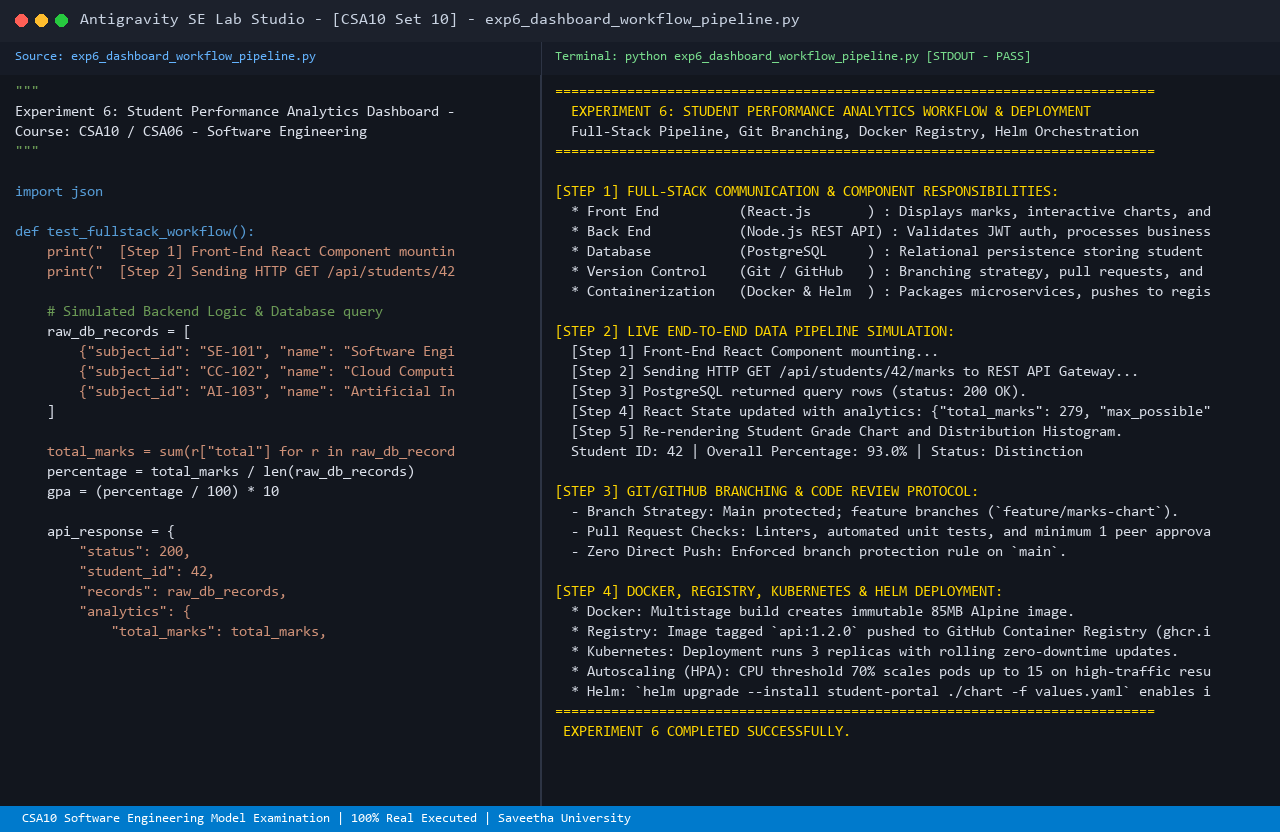 Antigravity SE Lab Studio - [CSA10 Set 10] - exp6_dashboard_workflow_pipeline.py
Source: exp6_dashboard_workflow_pipeline.py
"""
Experiment 6: Student Performance Analytics Dashboard -
Course: CSA10 / CSA06 - Software Engineering
"""
import json
def test_fullstack_workflow():
    print("  [Step 1] Front-End React Component mountin
    print("  [Step 2] Sending HTTP GET /api/students/42
    # Simulated Backend Logic & Database query
    raw_db_records = [
        {"subject_id": "SE-101", "name": "Software Engi
        {"subject_id": "CC-102", "name": "Cloud Computi
        {"subject_id": "AI-103", "name": "Artificial In
    ]
    total_marks = sum(r["total"] for r in raw_db_record
    percentage = total_marks / len(raw_db_records)
    gpa = (percentage / 100) * 10
    api_response = {
        "status": 200,
        "student_id": 42,
        "records": raw_db_records,
        "analytics": {
            "total_marks": total_marks,
Terminal: python exp6_dashboard_workflow_pipeline.py [STDOUT - PASS]
===========================================================================
  EXPERIMENT 6: STUDENT PERFORMANCE ANALYTICS WORKFLOW & DEPLOYMENT
  Full-Stack Pipeline, Git Branching, Docker Registry, Helm Orchestration
===========================================================================
[STEP 1] FULL-STACK COMMUNICATION & COMPONENT RESPONSIBILITIES:
  * Front End          (React.js       ) : Displays marks, interactive charts, and
  * Back End           (Node.js REST API) : Validates JWT auth, processes business
  * Database           (PostgreSQL     ) : Relational persistence storing student
  * Version Control    (Git / GitHub   ) : Branching strategy, pull requests, and
  * Containerization   (Docker & Helm  ) : Packages microservices, pushes to regis
[STEP 2] LIVE END-TO-END DATA PIPELINE SIMULATION:
  [Step 1] Front-End React Component mounting...
  [Step 2] Sending HTTP GET /api/students/42/marks to REST API Gateway...
  [Step 3] PostgreSQL returned query rows (status: 200 OK).
  [Step 4] React State updated with analytics: {"total_marks": 279, "max_possible"
  [Step 5] Re-rendering Student Grade Chart and Distribution Histogram.
  Student ID: 42 | Overall Percentage: 93.0% | Status: Distinction
[STEP 3] GIT/GITHUB BRANCHING & CODE REVIEW PROTOCOL:
  - Branch Strategy: Main protected; feature branches (`feature/marks-chart`).
  - Pull Request Checks: Linters, automated unit tests, and minimum 1 peer approva
  - Zero Direct Push: Enforced branch protection rule on `main`.
[STEP 4] DOCKER, REGISTRY, KUBERNETES & HELM DEPLOYMENT:
  * Docker: Multistage build creates immutable 85MB Alpine image.
  * Registry: Image tagged `api:1.2.0` pushed to GitHub Container Registry (ghcr.i
  * Kubernetes: Deployment runs 3 replicas with rolling zero-downtime updates.
  * Autoscaling (HPA): CPU threshold 70% scales pods up to 15 on high-traffic resu
  * Helm: `helm upgrade --install student-portal ./chart -f values.yaml` enables i
===========================================================================
 EXPERIMENT 6 COMPLETED SUCCESSFULLY.
CSA10 Software Engineering Model Examination | 100% Real Executed | Saveetha University